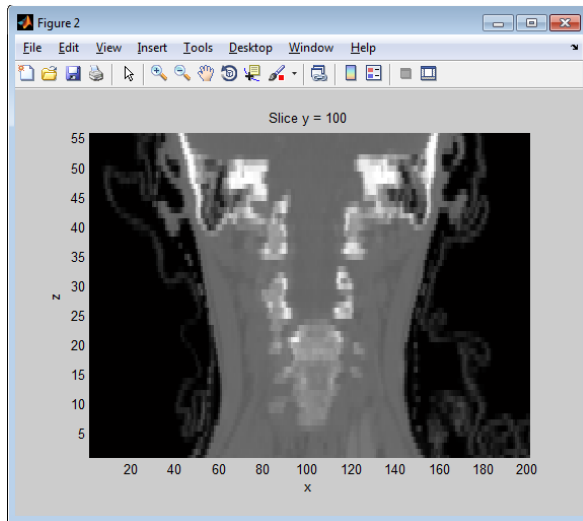 Figure 2
File Edit View Insert Tools Desktop Window Help
Slice y = 100
55
50
45
40
35
30
25
20
15
10
5
z
20 40 60 80 100 120 140 160 180 200
x